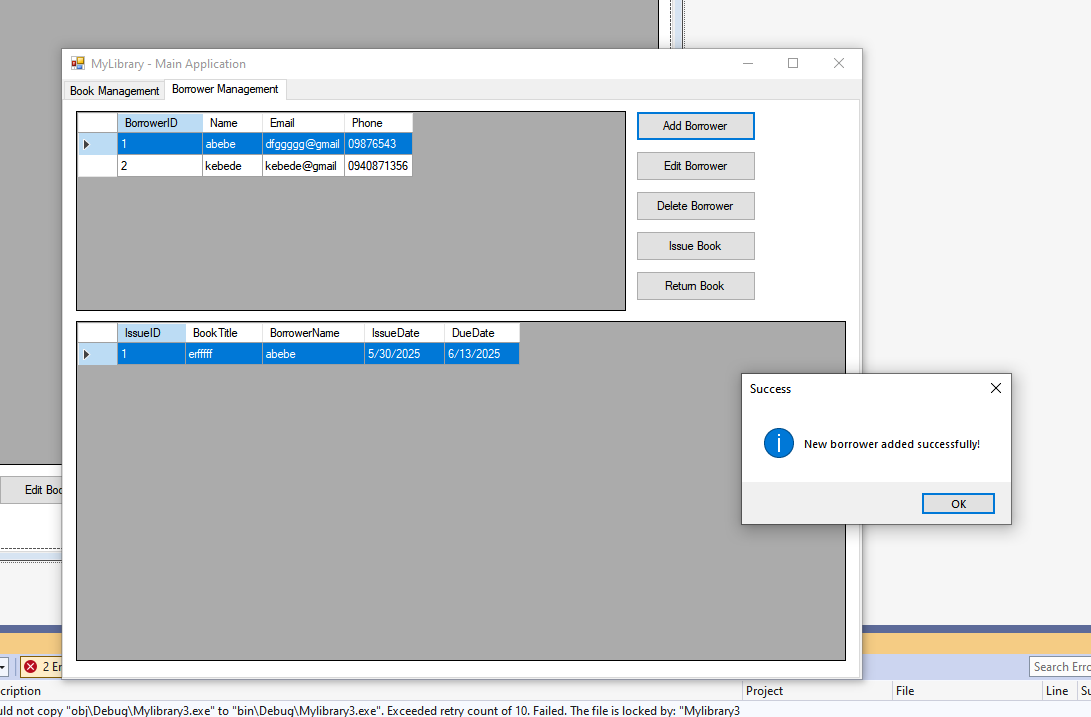 MyLibrary - Main Application
Book Management Borrower Management
BorrowerID Name Email Phone
1 abebe dfggggg@gmail 09876543
2 kebede kebede@gmail 0940871356
Add Borrower
Edit Borrower
Delete Borrower
Issue Book
Return Book
IssueID BookTitle BorrowerName IssueDate DueDate
1 erfffff abebe 5/30/2025 6/13/2025
Success
New borrower added successfully!
OK
Edit Boo
2 Er
Search Erro
cription Project File Line Su
uld not copy "obj\Debug\Mylibrary3.exe" to "bin\Debug\Mylibrary3.exe". Exceeded retry count of 10. Failed. The file is locked by: "Mylibrary3